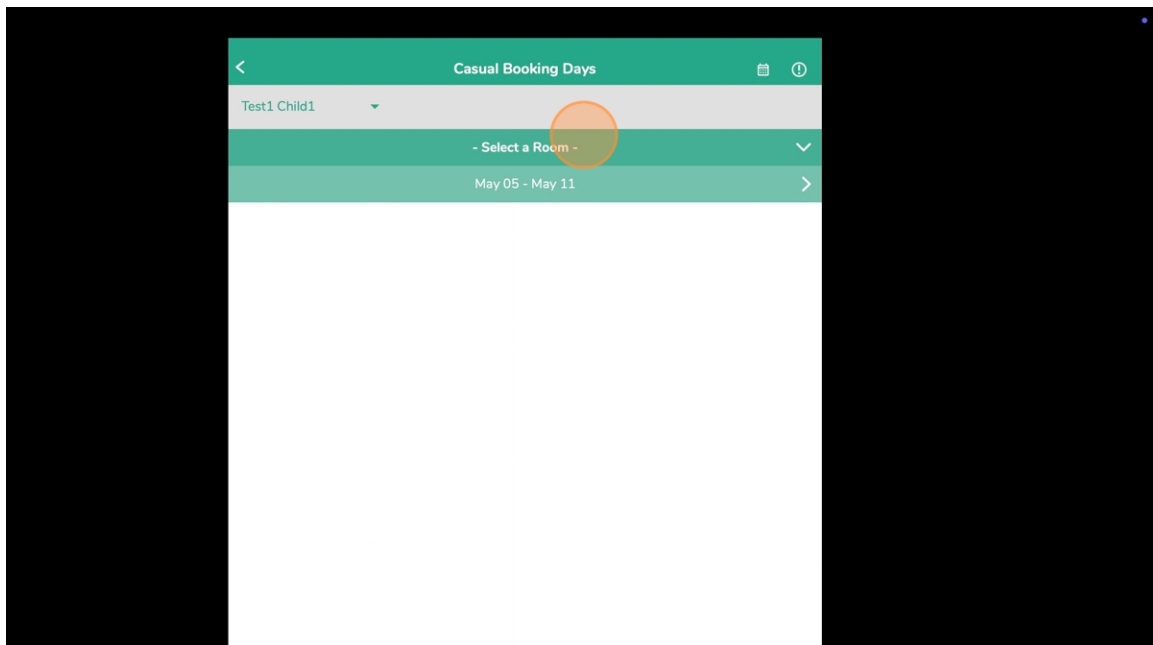 Casual Booking Days
Test1 Child1
- Select a Room -
May 05 - May 11